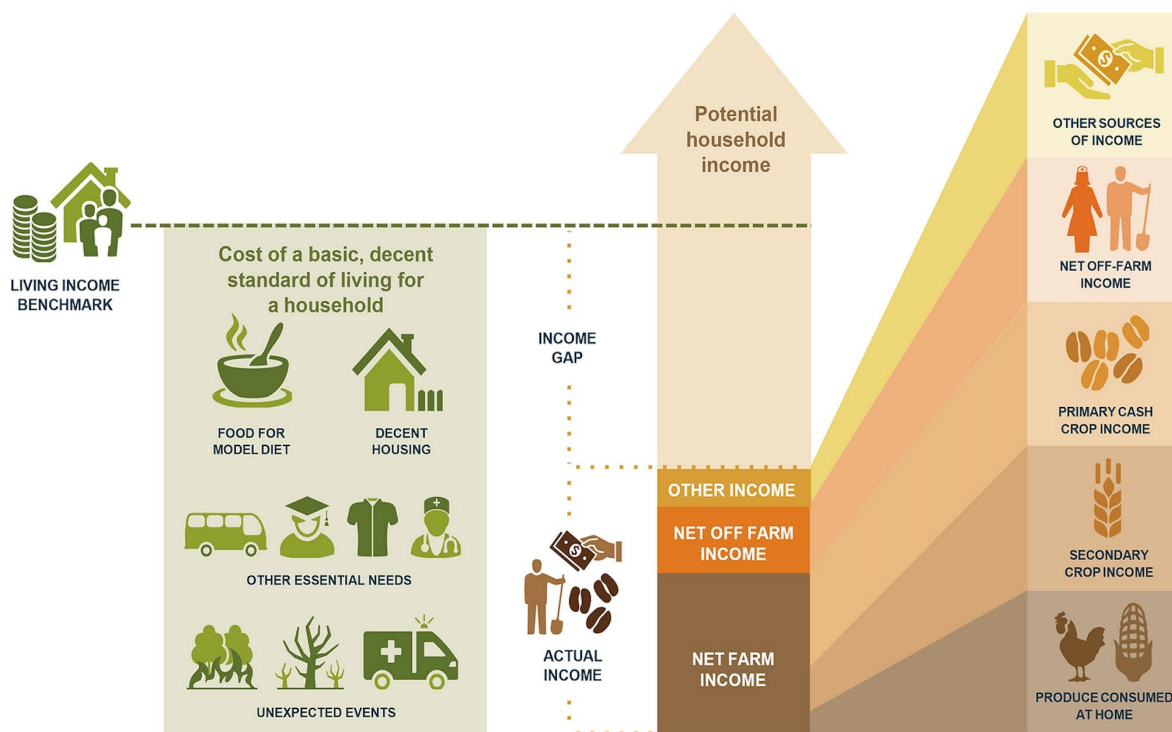 LIVING INCOME
BENCHMARK
Cost of a basic, decent
standard of living for
a household
FOOD FOR
MODEL DIET
DECENT
HOUSING
OTHER ESSENTIAL NEEDS
UNEXPECTED EVENTS
INCOME
GAP
ACTUAL
INCOME
Potential
household
income
OTHER INCOME
NET OFF FARM
INCOME
NET FARM
INCOME
OTHER SOURCES
OF INCOME
NET OFF-FARM
INCOME
PRIMARY CASH
CROP INCOME
SECONDARY
CROP INCOME
PRODUCE CONSUMED
AT HOME